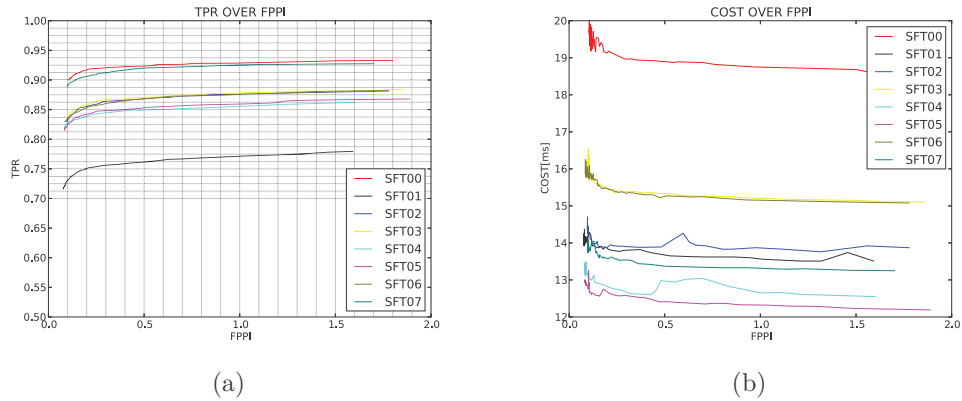 TPR OVER FPPI
1.00
0.95
0.90
0.85
0.80
0.75
0.70
0.65
0.60
0.55
0.50
TPR
0.0
0.5
1.0
1.5
2.0
FPPI
SFT00
SFT01
SFT02
SFT03
SFT04
SFT05
SFT06
SFT07
(a)
COST OVER FPPI
20
19
18
17
16
15
14
13
12
COST[ms]
0.0
0.5
1.0
1.5
2.0
FPPI
SFT00
SFT01
SFT02
SFT03
SFT04
SFT05
SFT06
SFT07
(b)